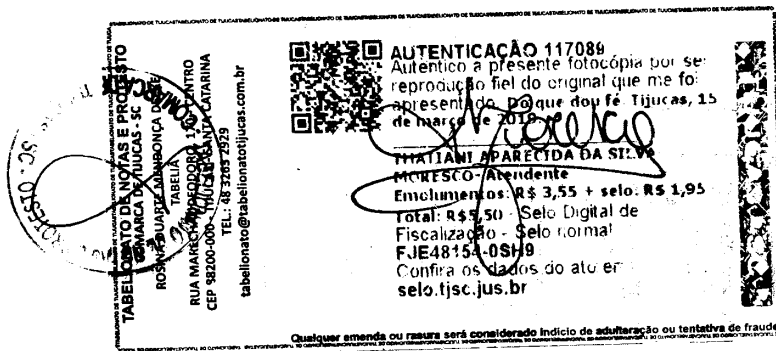 TABELIONATO DE NOTAS E PROTESTO
COMARCA DE TIJUCAS - SC
DUARTE MENDONÇA
TABELIÃ
RUA MARECHAL DEODORO, CENTRO
CEP 88200-000 - TIJUCAS - SANTA CATARINA
TEL.: 48 3263 2929
tabelionato@tabelionatotijucas.com.br
AUTENTICAÇÃO 117089
Autentico a presente fotocópia por ser
reprodução fiel do original que me foi
apresentado. Do que dou fé. Tijucas, 15
de março de 2019.
THATIANI APARECIDA DA SILVA
MORESCO - Atendente
Emolumentos: R$ 3,55 + selo: R$ 1,95
Total: R$5,50 - Selo Digital de
Fiscalização - Selo normal
FJE48154-0SH9
Confira os dados do ato em
selo.tjsc.jus.br
Qualquer emenda ou rasura será considerado indício de adulteração ou tentativa de fraude